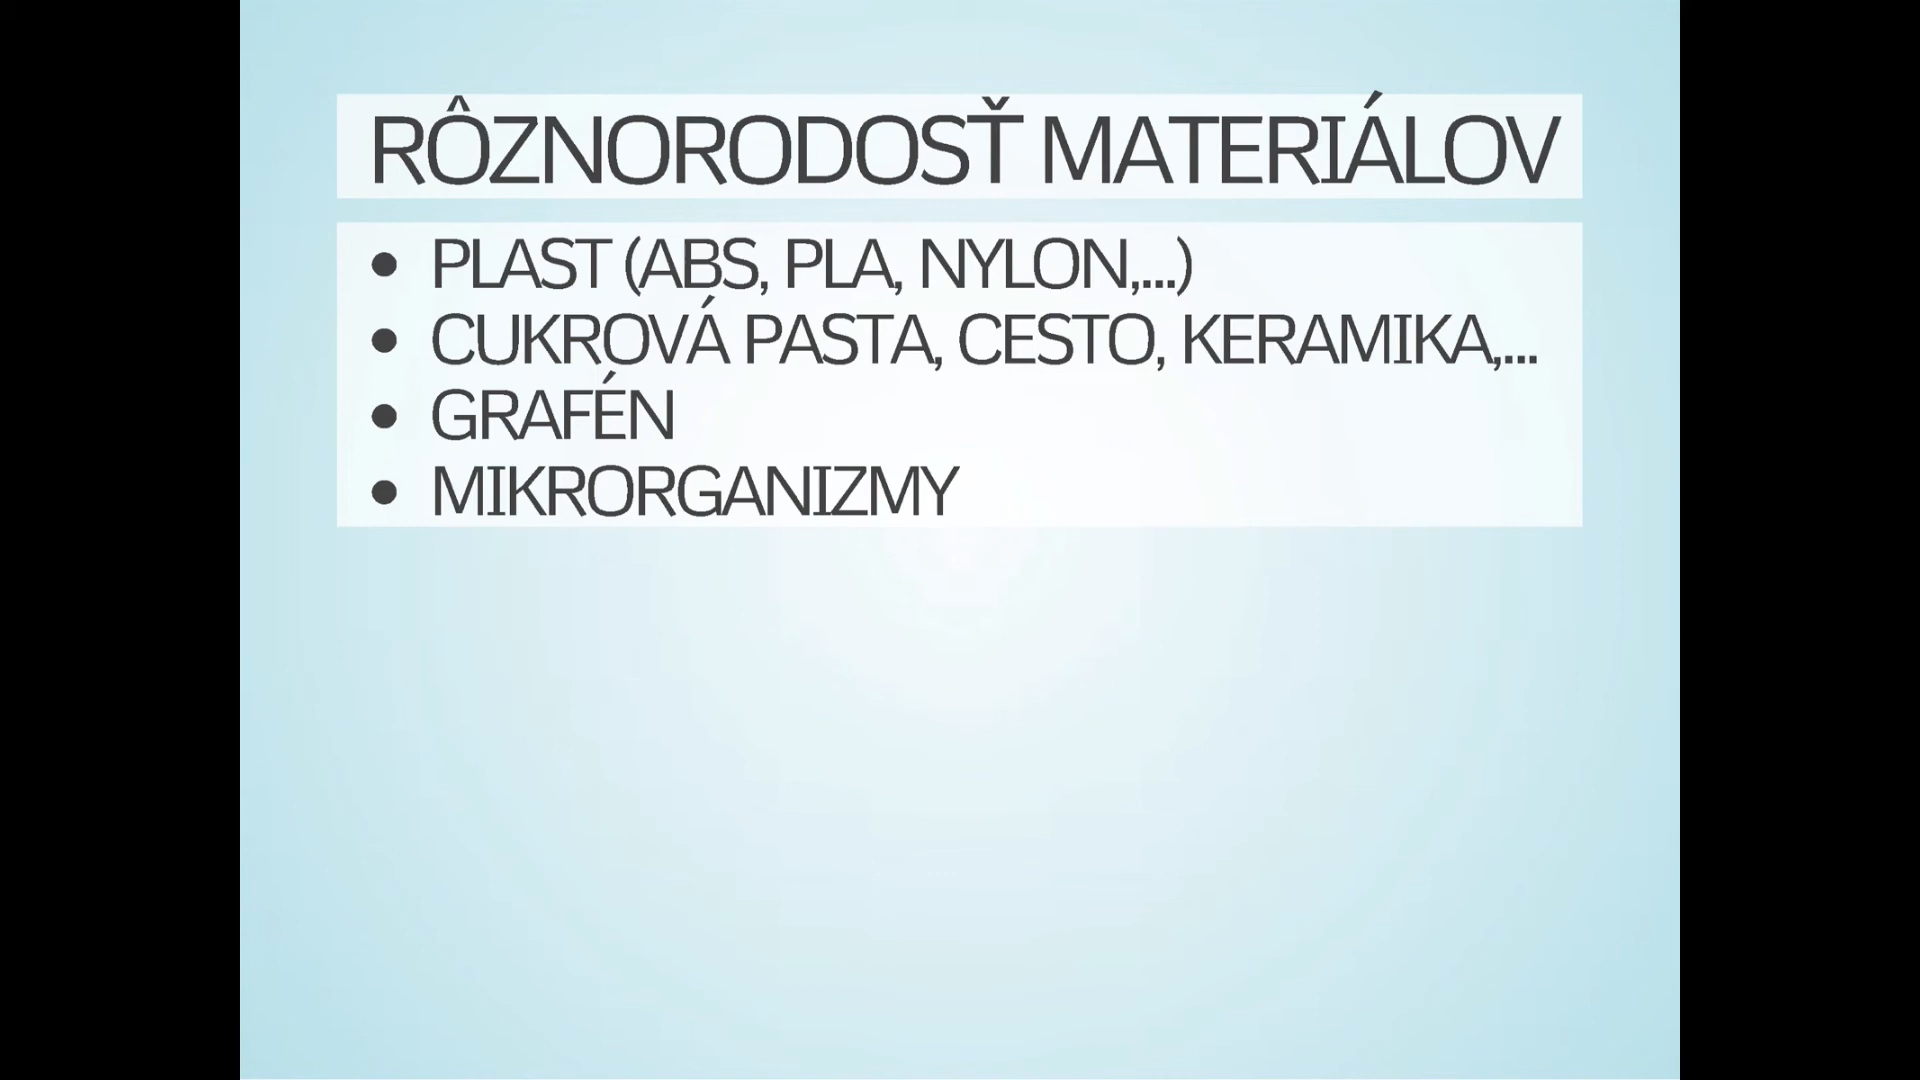 RÔZNORODOSŤ MATERIÁLOV
• PLAST (ABS, PLA, NYLON,...)
• CUKROVÁ PASTA, CESTO, KERAMIKA,...
• GRAFÉN
• MIKRORGANIZMY